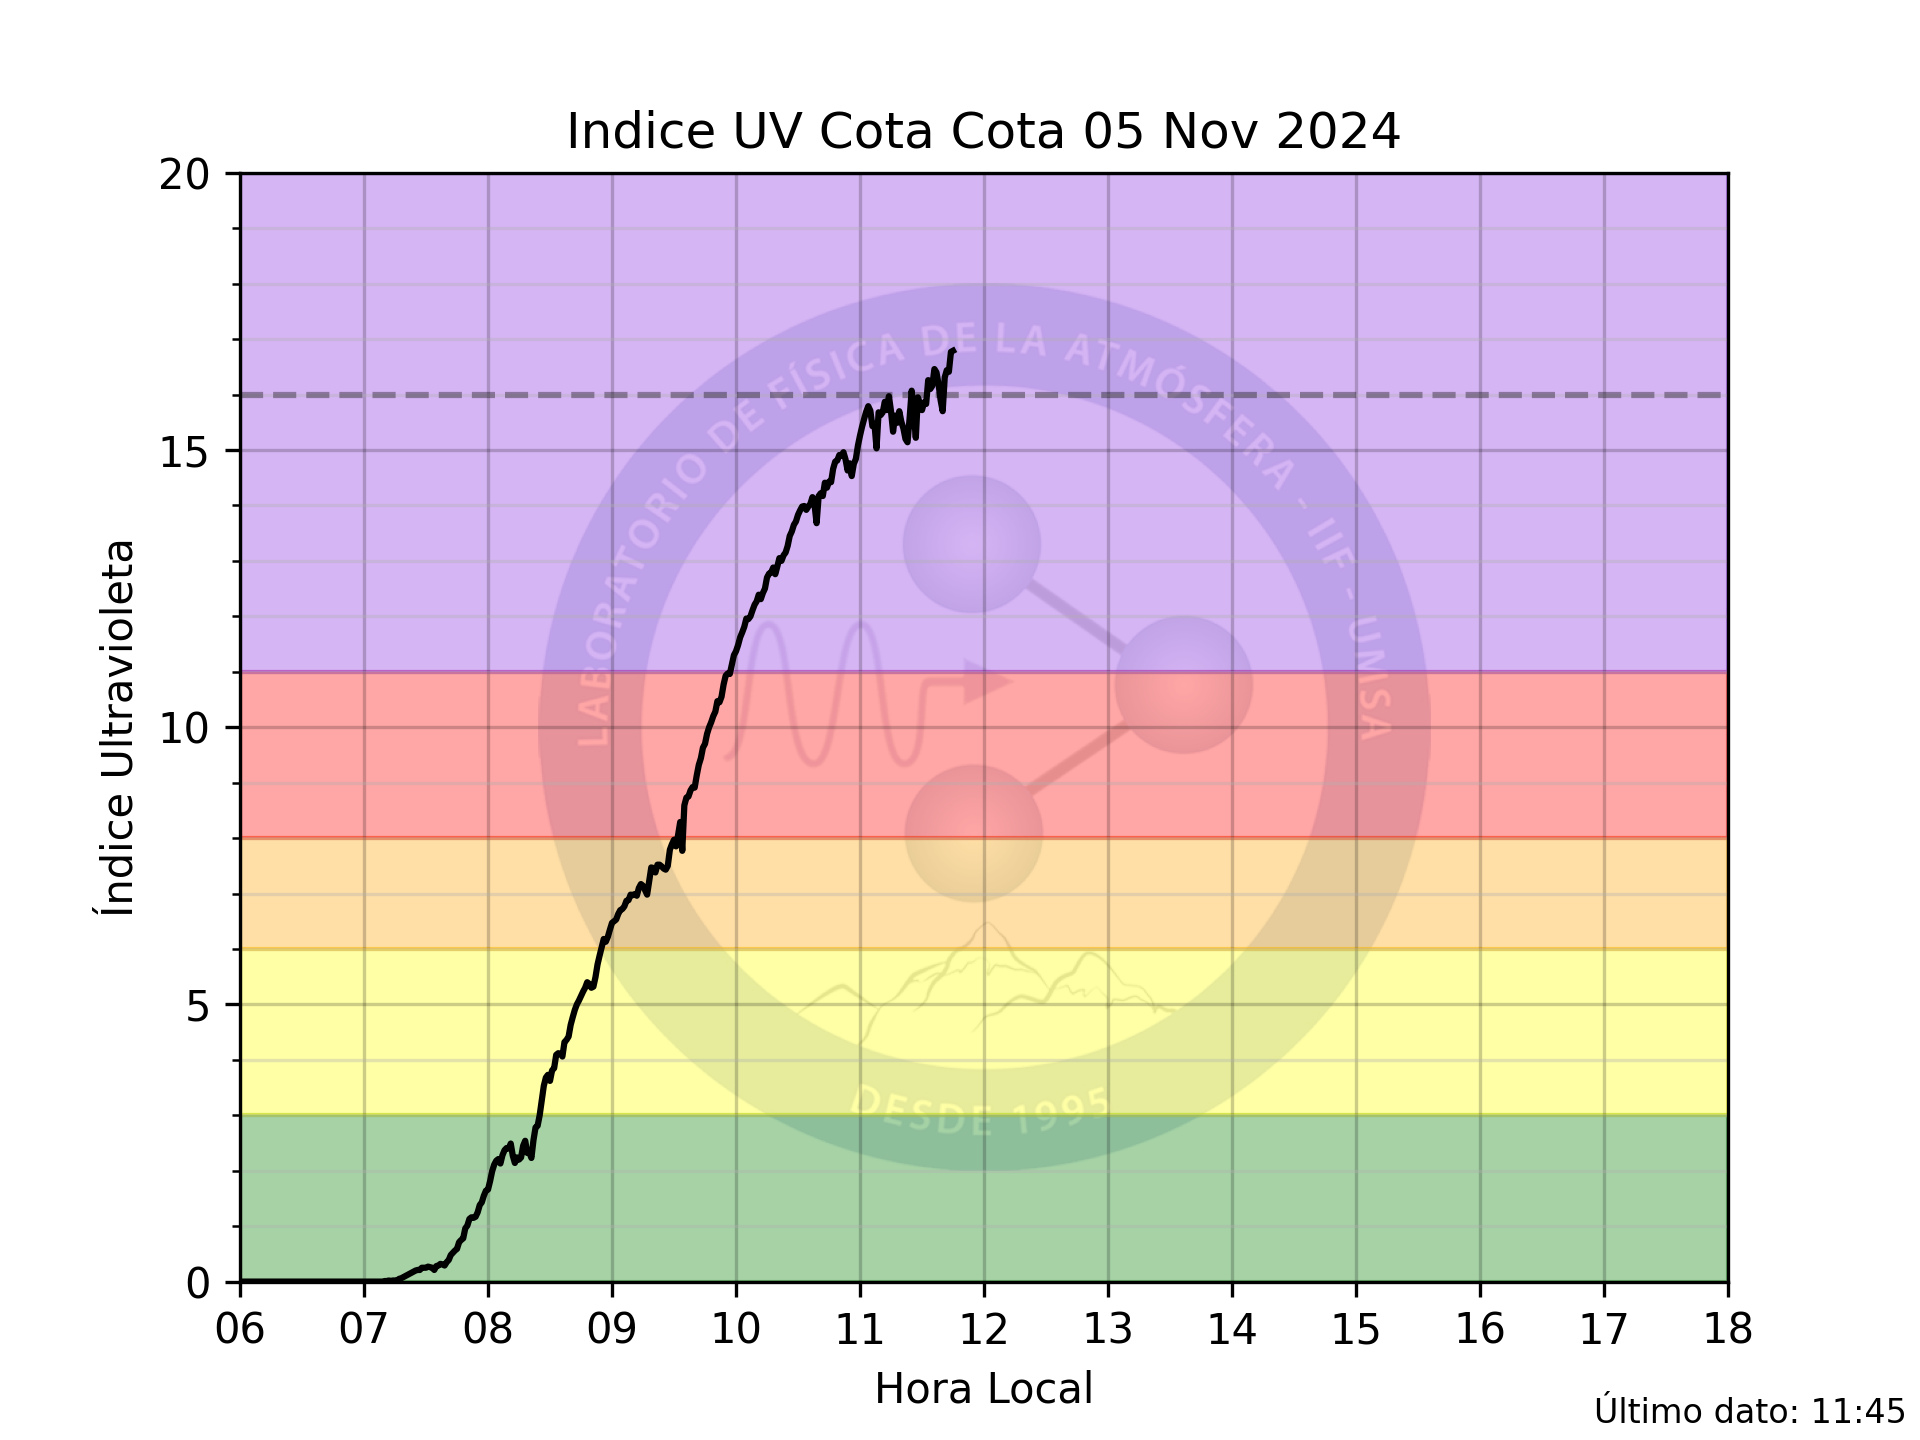 Indice UV Cota Cota 05 Nov 2024
20
15
10
5
0
Índice Ultravioleta
LABORATORIO DE FÍSICA DE LA ATMÓSFERA - IIF - UMSA
DESDE 1995
06 07 08 09 10 11 12 13 14 15 16 17 18
Hora Local
Último dato: 11:45